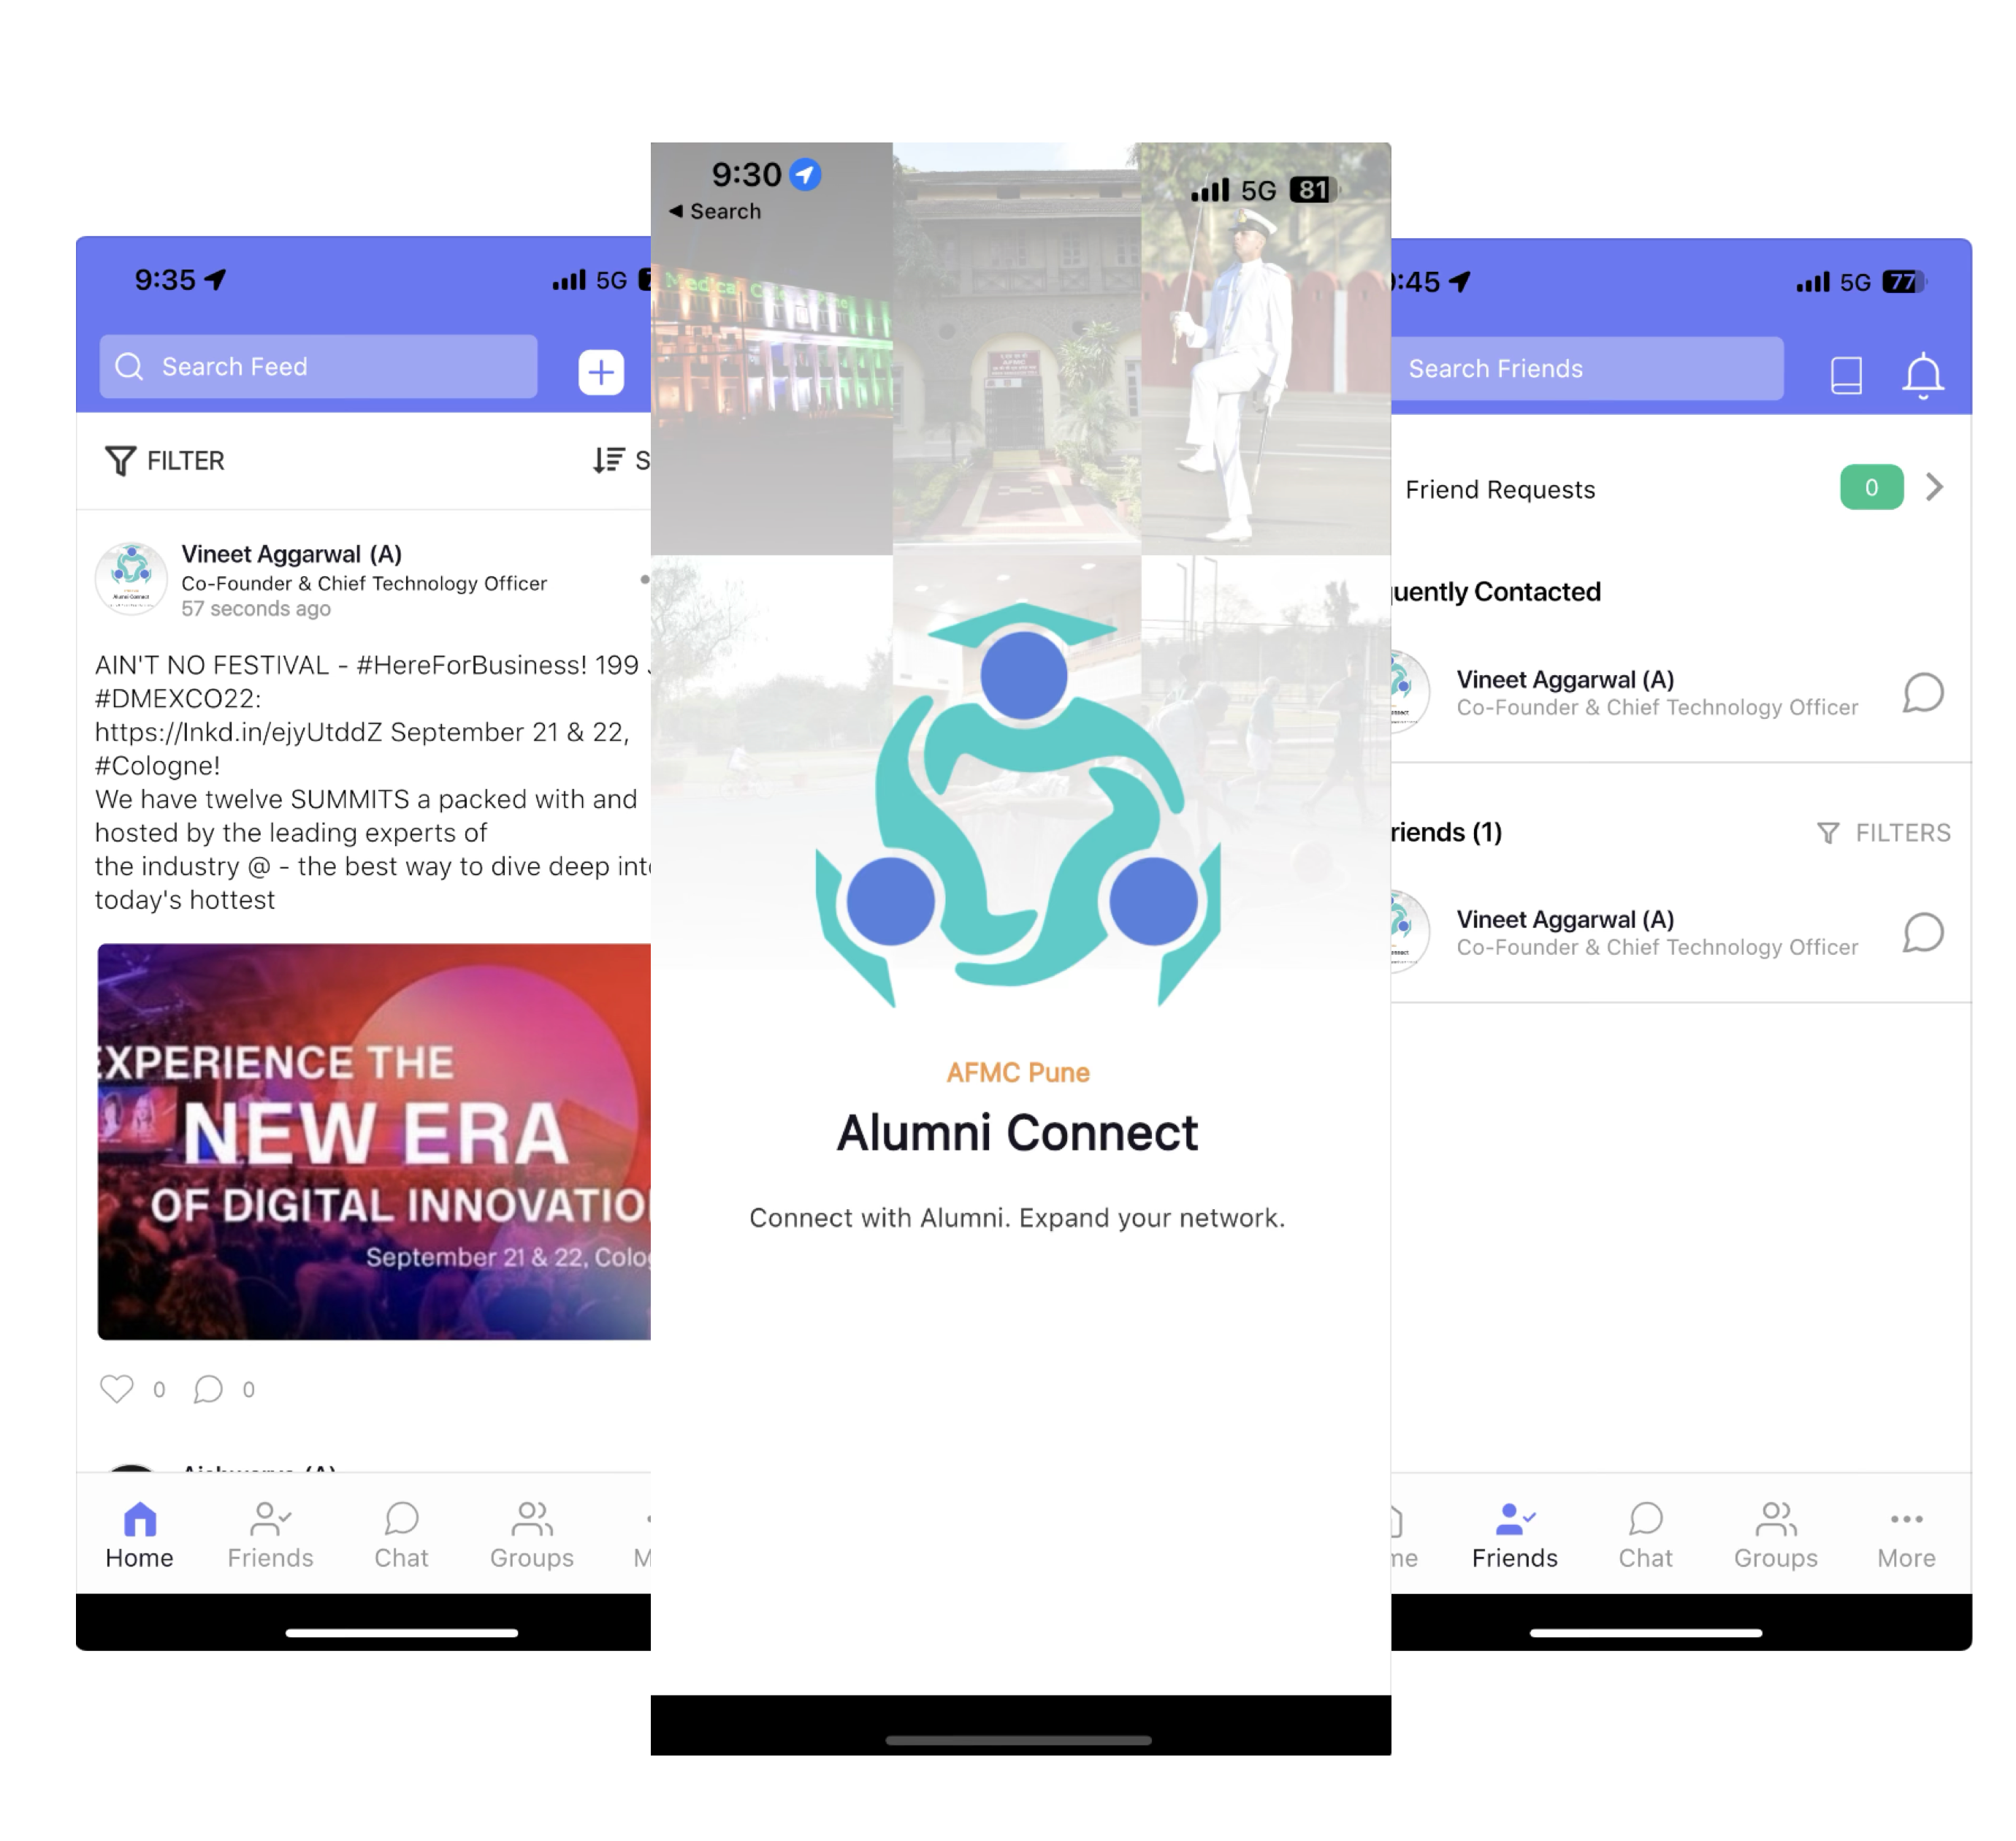 9:35
5G
Search Feed
FILTER
Vineet Aggarwal (A)
Co-Founder & Chief Technology Officer
57 seconds ago
AIN'T NO FESTIVAL - #HereForBusiness! 199
#DMEXCO22:
https://lnkd.in/ejyUtddZ September 21 & 22,
#Cologne!
We have twelve SUMMITS a packed with and
hosted by the leading experts of
the industry @ - the best way to dive deep int
today's hottest
EXPERIENCE THE
NEW ERA
OF DIGITAL INNOVATIO
September 21 & 22, Colo
0 0
Home Friends Chat Groups M
9:30
Search
5G 81
Medical College Pune
AFMC
AFMC Pune
Alumni Connect
Connect with Alumni. Expand your network.
:45
5G 77
Search Friends
Friend Requests 0
uently Contacted
Vineet Aggarwal (A)
Co-Founder & Chief Technology Officer
riends (1) FILTERS
Vineet Aggarwal (A)
Co-Founder & Chief Technology Officer
me Friends Chat Groups More